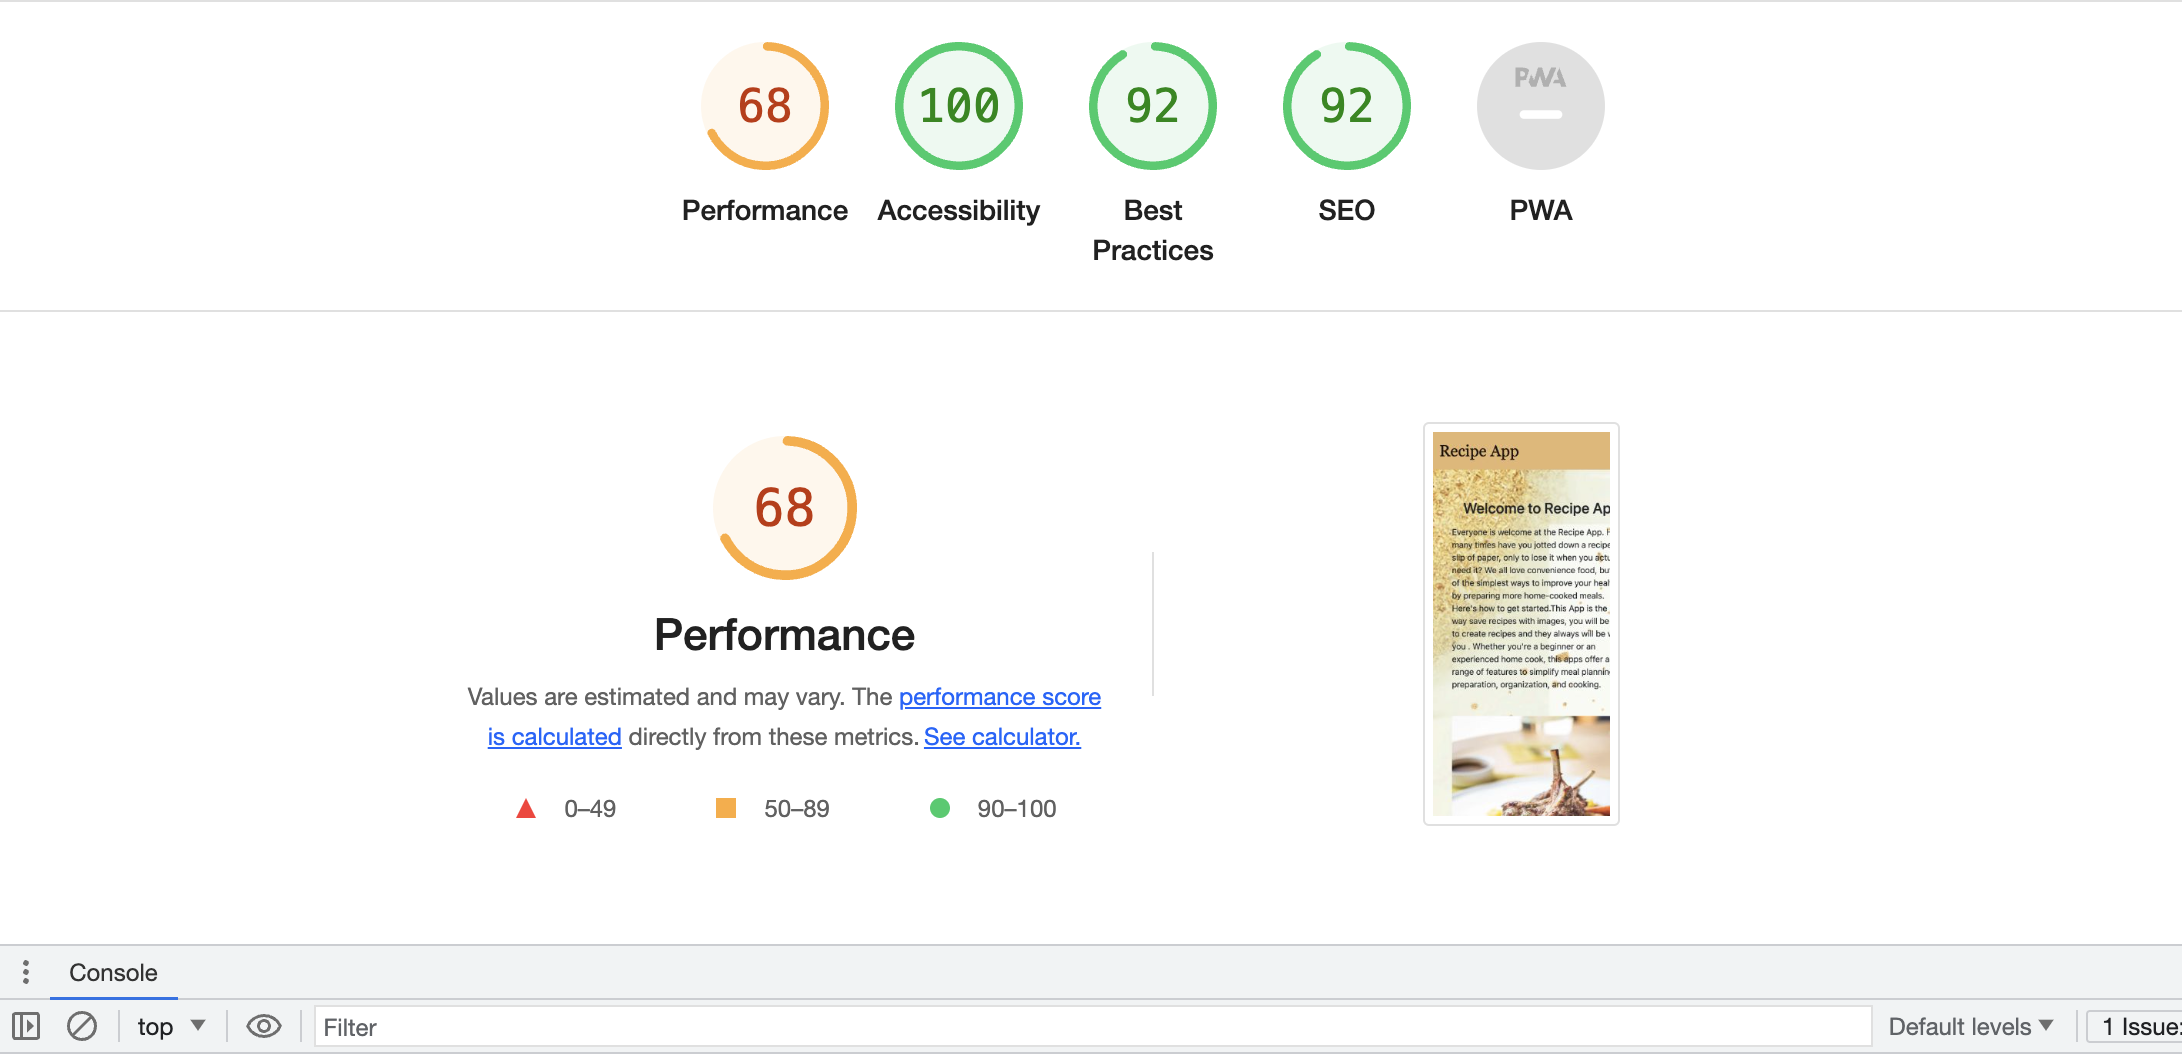 68
100
92
92
PWA
Performance
Accessibility
Best
Practices
SEO
PWA
68
Performance
Values are estimated and may vary. The performance score
is calculated directly from these metrics. See calculator.
0–49
50–89
90–100
Recipe App
Welcome to Recipe Ap
Everyone is welcome at the Recipe App.
many times have you jotted down a recipe
slip of paper, only to lose it when you actu
need it? We all love convenience food, bu
of the simplest ways to improve your heal
by preparing more home-cooked meals.
Here's how to get started.This App is the
way save recipes with images, you will be
to create recipes and they always will be
you . Whether you're a beginner or an
experienced home cook, this apps offer a
range of features to simplify meal plannin
preparation, organization, and cooking.
Console
top
Filter
Default levels
1 Issue: